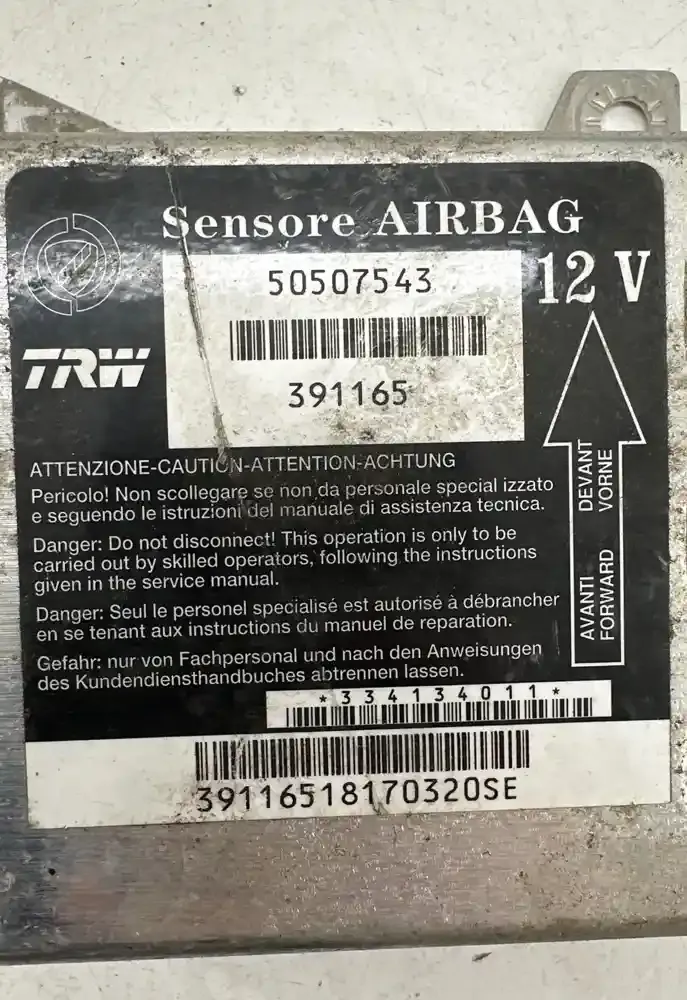 Sensore AIRBAG
50507543
12 V
TRW
391165
ATTENZIONE-CAUTION-ATTENTION-ACHTUNG
Pericolo! Non scollegare se non da personale special izzato
e seguendo le istruzioni del manuale di assistenza tecnica.
Danger: Do not disconnect! This operation is only to be
carried out by skilled operators, following the instructions
given in the service manual.
Danger: Seul le personel specialisé est autorisé à débrancher
en se tenant aux instructions du manuel de reparation.
Gefahr: nur von Fachpersonal und nach den Anweisungen
des Kundendiensthandbuches abtrennen lassen.
AVANTI DEVANT
FORWARD VORNE
*334134011*
39116518170320SE